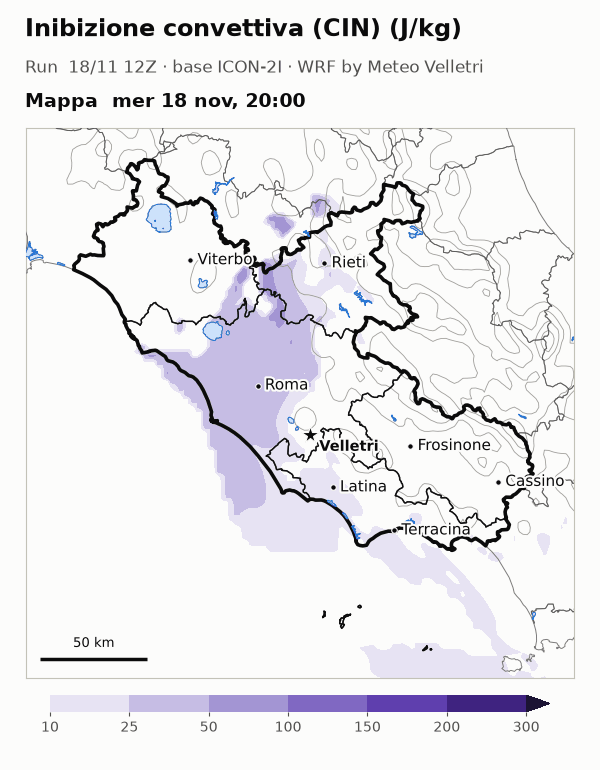 Inibizione convettiva (CIN) (J/kg)
Run  18/11 12Z · base ICON-2I · WRF by Meteo Velletri
Mappa  mer 18 nov, 20:00
Viterbo
Rieti
Roma
Velletri
Frosinone
Latina
Cassino
Terracina
50 km
10 25 50 100 150 200 300